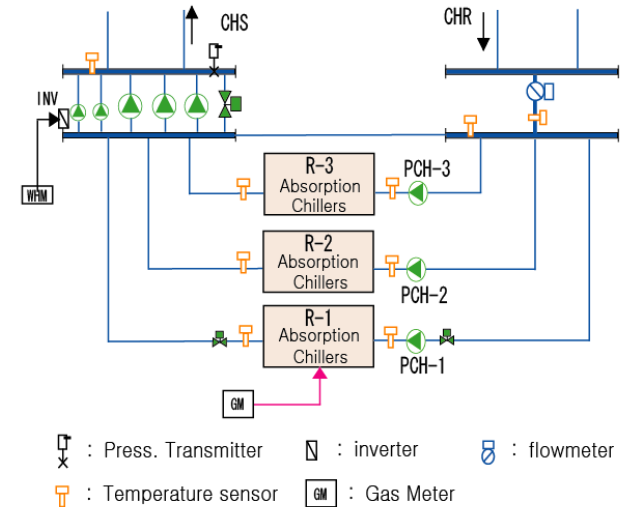 CHS
CHR
INV
WHM
R-3
Absorption
Chillers
PCH-3
R-2
Absorption
Chillers
PCH-2
R-1
Absorption
Chillers
PCH-1
GM
: Press. Transmitter
: inverter
: flowmeter
: Temperature sensor
GM : Gas Meter